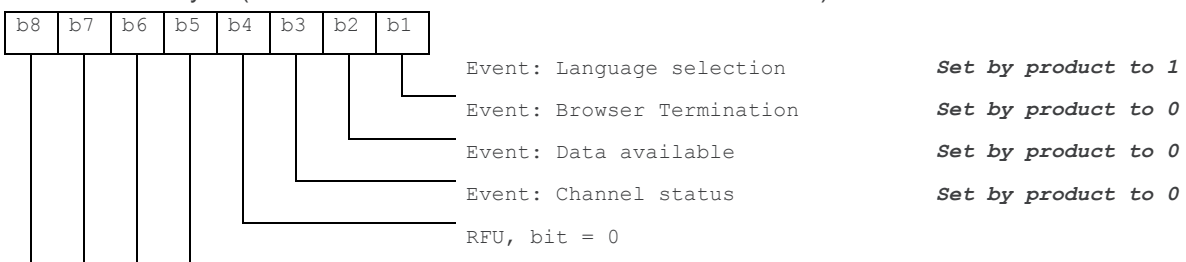 b8 b7 b6 b5 b4 b3 b2 b1
Event: Language selection Set by product to 1
Event: Browser Termination Set by product to 0
Event: Data available Set by product to 0
Event: Channel status Set by product to 0
RFU, bit = 0